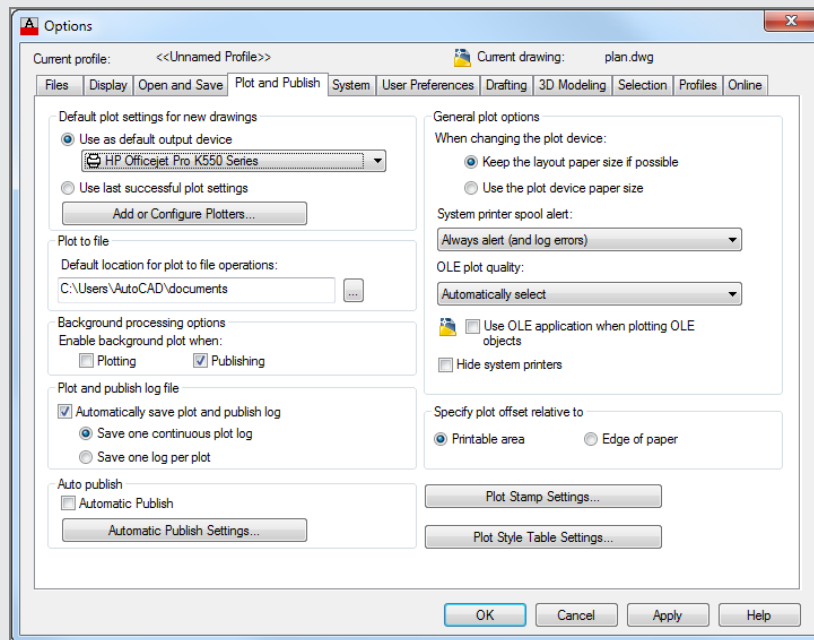 Options
Current profile: <<Unnamed Profile>> Current drawing: plan.dwg
Files Display Open and Save Plot and Publish System User Preferences Drafting 3D Modeling Selection Profiles Online
Default plot settings for new drawings
Use as default output device
HP Officejet Pro K550 Series
Use last successful plot settings
Add or Configure Plotters...
Plot to file
Default location for plot to file operations:
C:\Users\AutoCAD\documents
...
Background processing options
Enable background plot when:
Plotting Publishing
Plot and publish log file
Automatically save plot and publish log
Save one continuous plot log
Save one log per plot
Auto publish
Automatic Publish
Automatic Publish Settings...
General plot options
When changing the plot device:
Keep the layout paper size if possible
Use the plot device paper size
System printer spool alert:
Always alert (and log errors)
OLE plot quality:
Automatically select
Use OLE application when plotting OLE
objects
Hide system printers
Specify plot offset relative to
Printable area Edge of paper
Plot Stamp Settings...
Plot Style Table Settings...
OK Cancel Apply Help